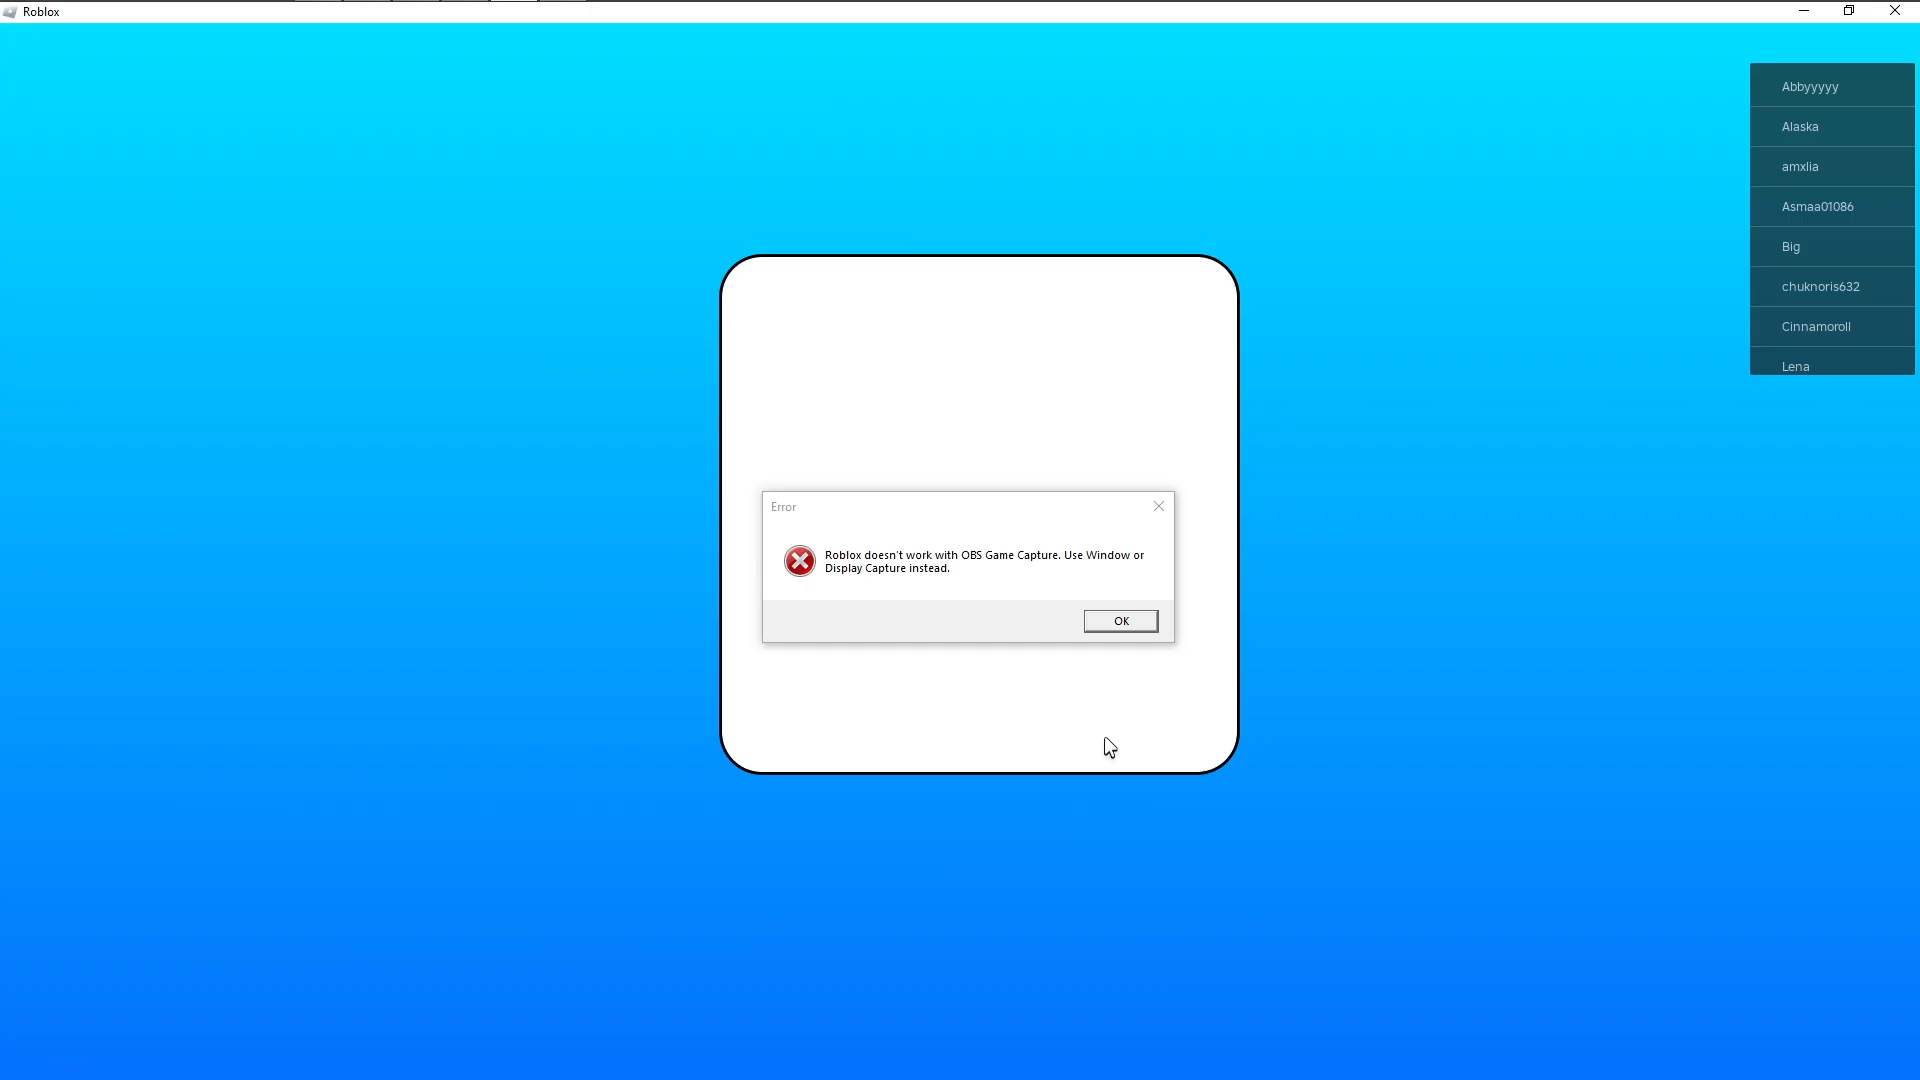 Roblox
Abbyyyyy
Alaska
amxlia
Asmaa01086
Big
chuknoris632
Cinnamoroll
Lena
Error
Roblox doesn't work with OBS Game Capture. Use Window or
Display Capture instead.
OK